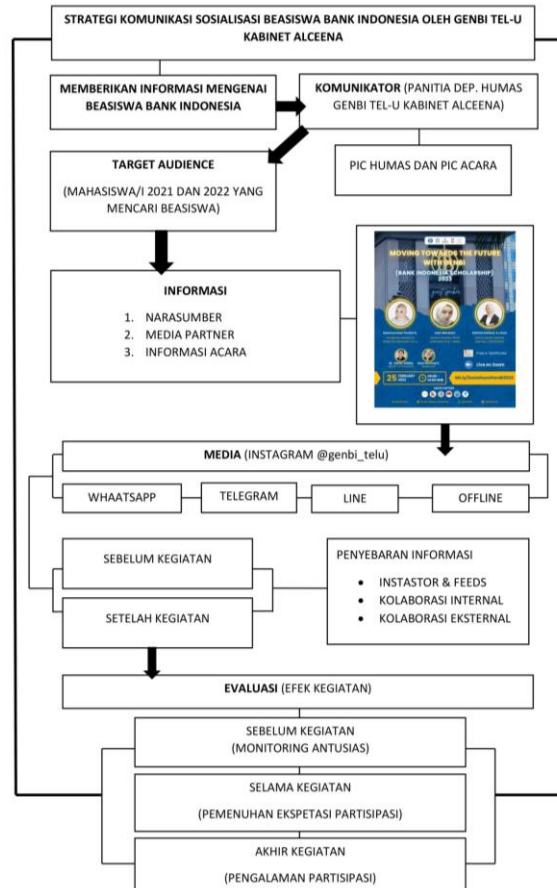 STRATEGI KOMUNIKASI SOSIALISASI BEASISWA BANK INDONESIA OLEH GENBI TEL-U
KABINET ALCEENA
MEMBERIKAN INFORMASI MENGENAI
BEASISWA BANK INDONESIA
KOMUNIKATOR (PANITIA DEP. HUMAS
GENBI TEL-U KABINET ALCEENA)
TARGET AUDIENCE
(MAHASISWA/I 2021 DAN 2022 YANG
MENCARI BEASISWA)
PIC HUMAS DAN PIC ACARA
INFORMASI
1. NARASUMBER
2. MEDIA PARTNER
3. INFORMASI ACARA
MOVING TOWARDS THE FUTURE
WITH GENBI
(BANK INDONESIA SCHOLARSHIP)
2023
25 FEBRUARY
Live on Zoom
MEDIA (INSTAGRAM @genbi_telu)
WHAATSAPP
TELEGRAM
LINE
OFFLINE
SEBELUM KEGIATAN
SETELAH KEGIATAN
PENYEBARAN INFORMASI
• INSTASTOR & FEEDS
• KOLABORASI INTERNAL
• KOLABORASI EKSTERNAL
EVALUASI (EFEK KEGIATAN)
SEBELUM KEGIATAN
(MONITORING ANTUSIAS)
SELAMA KEGIATAN
(PEMENUHAN EKSPETASI PARTISIPASI)
AKHIR KEGIATAN
(PENGALAMAN PARTISIPASI)